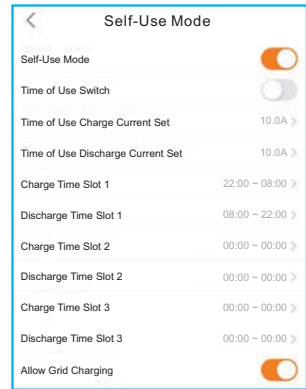 Self-Use Mode
Self-Use Mode
Time of Use Switch
Time of Use Charge Current Set 10.0A
Time of Use Discharge Current Set 10.0A
Charge Time Slot 1 22:00 ~ 08:00
Discharge Time Slot 1 08:00 ~ 22:00
Charge Time Slot 2 00:00 ~ 00:00
Discharge Time Slot 2 00:00 ~ 00:00
Charge Time Slot 3 00:00 ~ 00:00
Discharge Time Slot 3 00:00 ~ 00:00
Allow Grid Charging